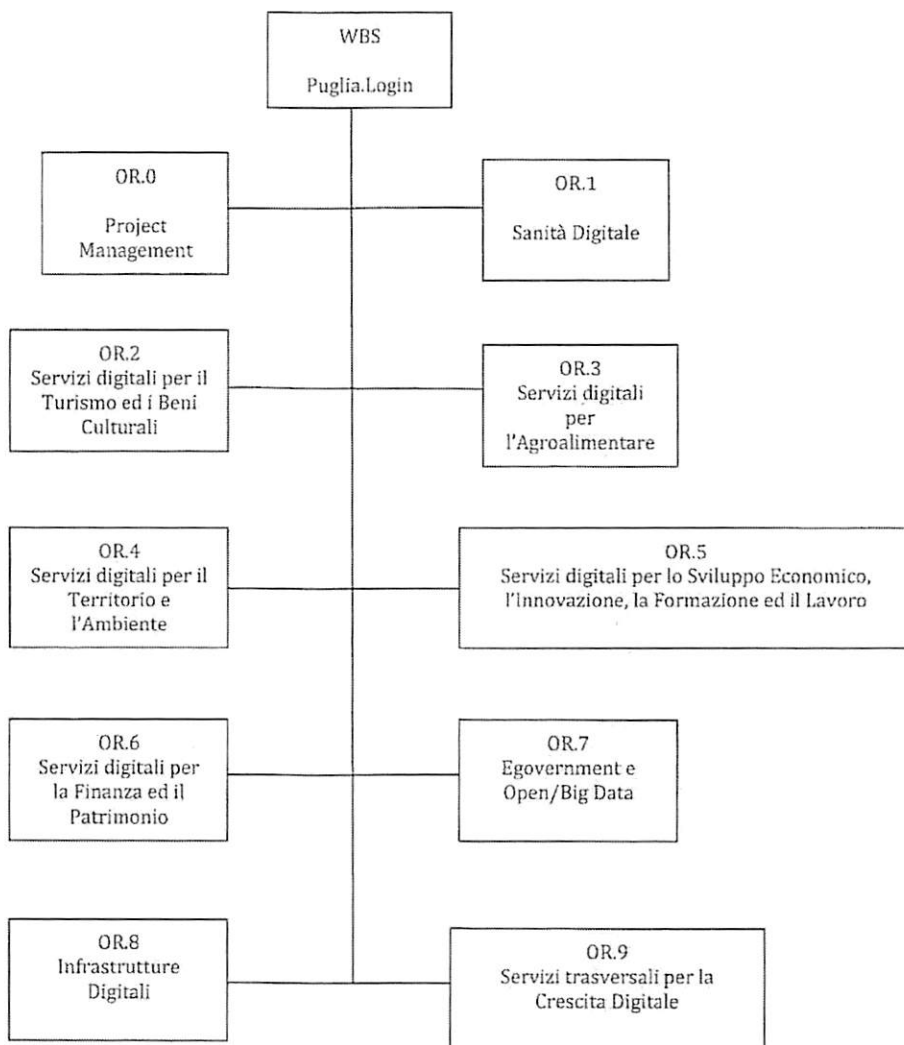 WBS
Puglia.Login
OR.0
Project
Management
OR.1
Sanità Digitale
OR.2
Servizi digitali per il
Turismo ed i Beni
Culturali
OR.3
Servizi digitali
per
l'Agroalimentare
OR.4
Servizi digitali per il
Territorio e
l'Ambiente
OR.5
Servizi digitali per lo Sviluppo Economico,
l'Innovazione, la Formazione ed il Lavoro
OR.6
Servizi digitali per
la Finanza ed il
Patrimonio
OR.7
Egovernment e
Open/Big Data
OR.8
Infrastrutture
Digitali
OR.9
Servizi trasversali per la
Crescita Digitale